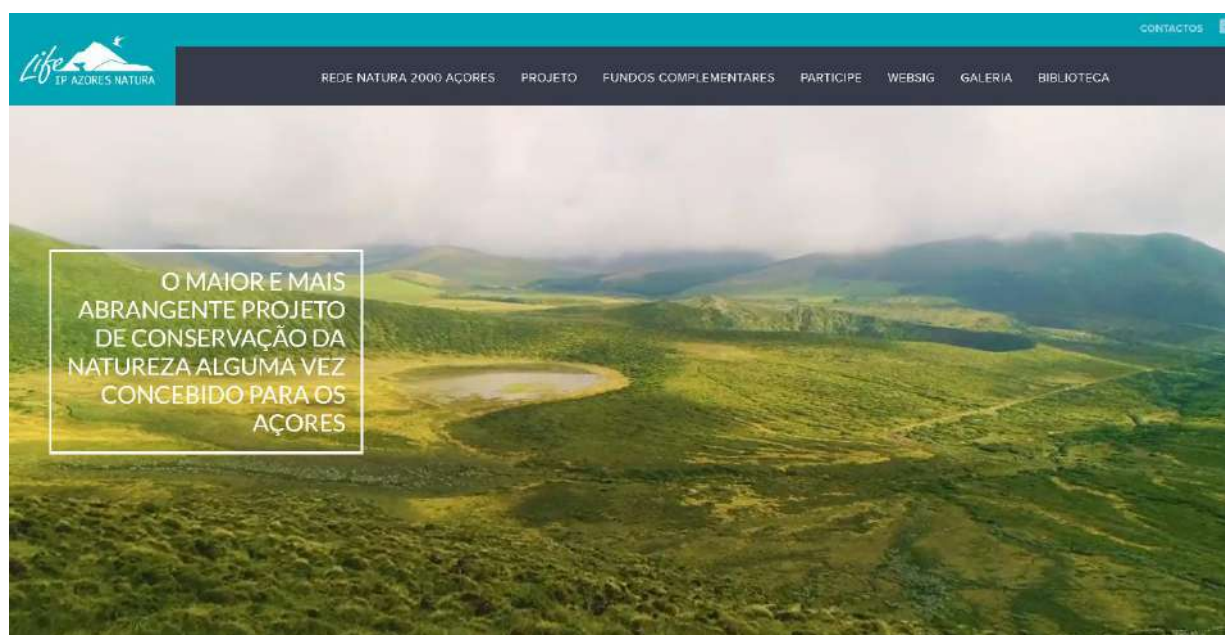 CONTACTOS
Life
IP AZORES NATURA
REDE NATURA 2000 AÇORES PROJETO FUNDOS COMPLEMENTARES PARTICIPE WEBSIG GALERIA BIBLIOTECA
O MAIOR E MAIS
ABRANGENTE PROJETO
DE CONSERVAÇÃO DA
NATUREZA ALGUMA VEZ
CONCEBIDO PARA OS
AÇORES